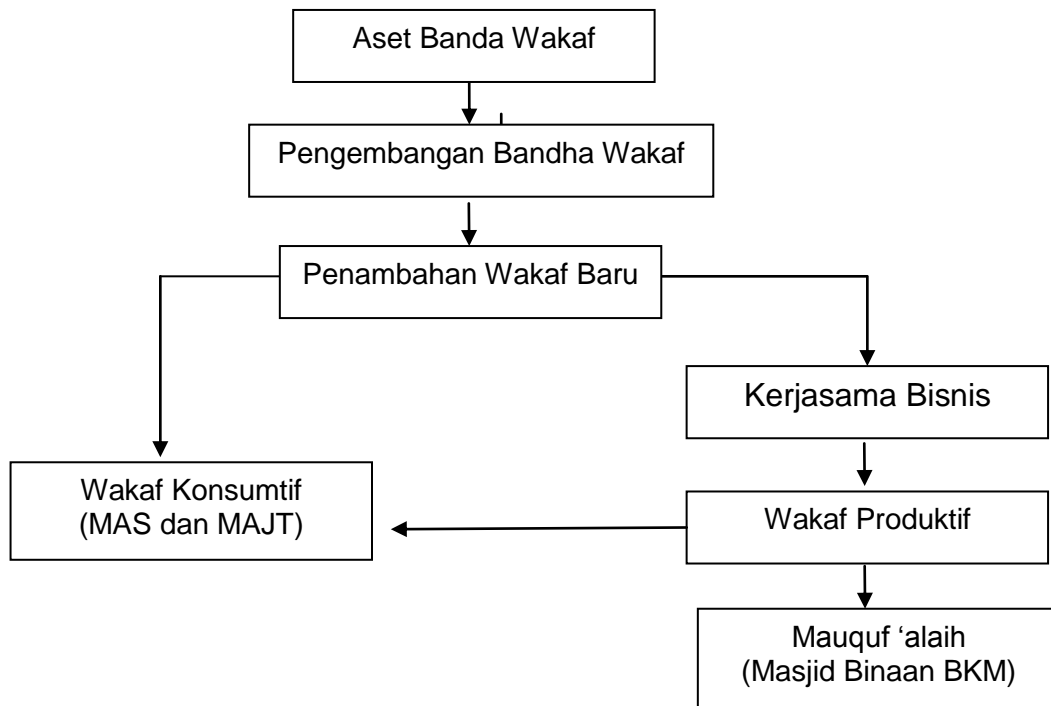 Aset Banda Wakaf
Pengembangan Bandha Wakaf
Penambahan Wakaf Baru
Kerjasama Bisnis
Wakaf Konsumtif
(MAS dan MAJT)
Wakaf Produktif
Mauquf ‘alaih
(Masjid Binaan BKM)